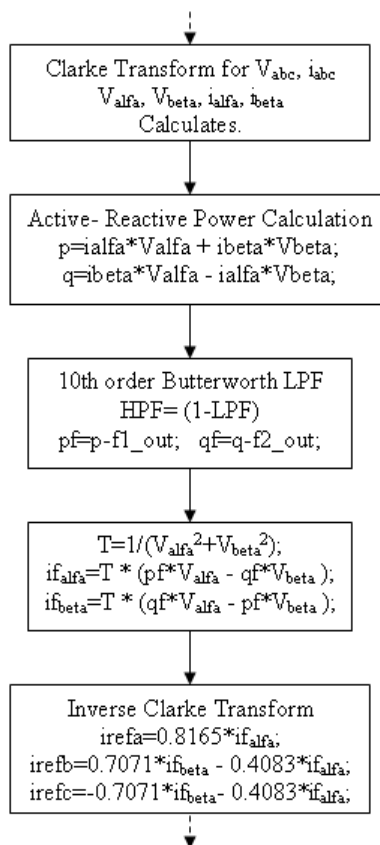 Clarke Transform for Vabc, iabc
Valfa, Vbeta, ialfa, ibeta
Calculates.
Active- Reactive Power Calculation
p=ialfa*Valfa + ibeta*Vbeta;
q=ibeta*Valfa - ialfa*Vbeta;
10th order Butterworth LPF
HPF= (1-LPF)
pf=p-f1_out; qf=q-f2_out;
T=1/(Valfa²+Vbeta²);
ifalfa=T * (pf*Valfa - qf*Vbeta );
ifbeta=T * (qf*Valfa - pf*Vbeta );
Inverse Clarke Transform
irefa=0.8165*ifalfa;
irefb=0.7071*ifbeta - 0.4083*ifalfa;
irefc=-0.7071*ifbeta- 0.4083*ifalfa;